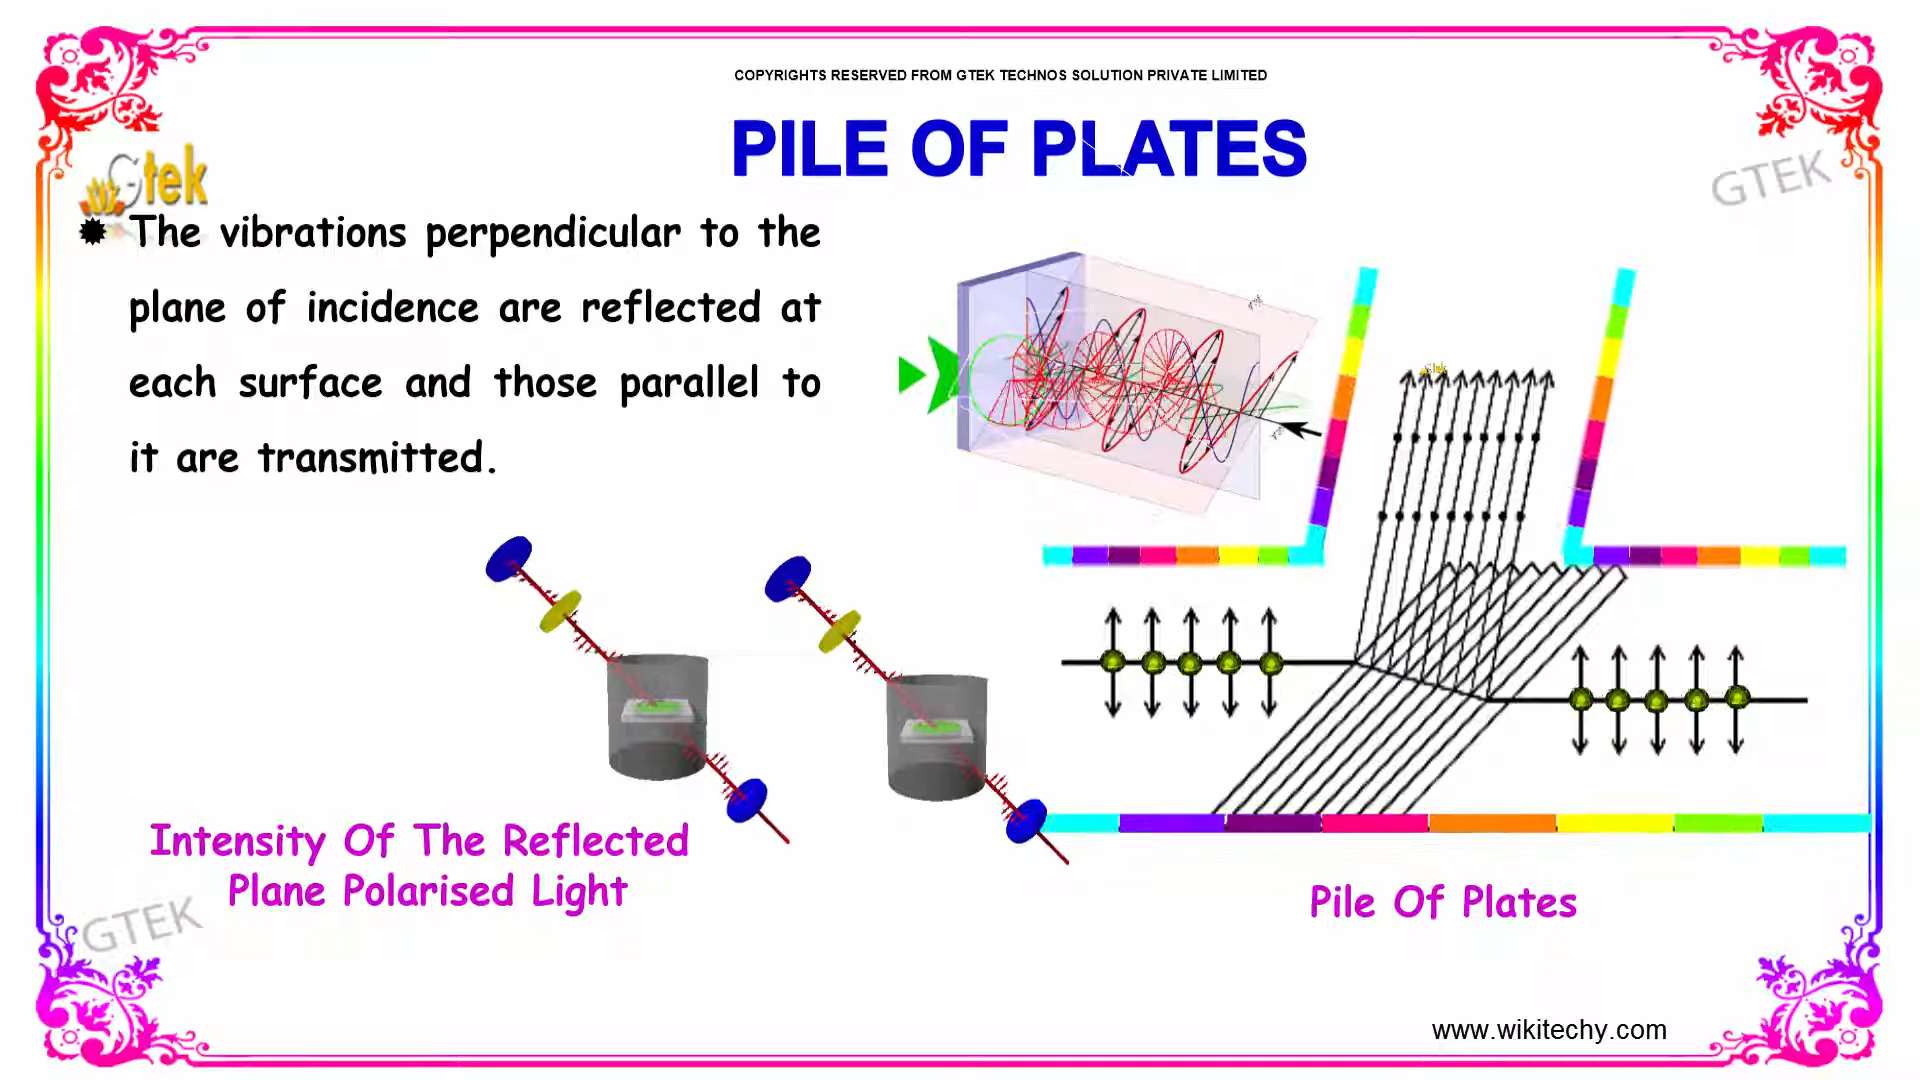 COPYRIGHTS RESERVED FROM GTEK TECHNOS SOLUTION PRIVATE LIMITED
PILE OF PLATES
Gtek
GTEK
The vibrations perpendicular to the
plane of incidence are reflected at
each surface and those parallel to
it are transmitted.
Intensity Of The Reflected
Plane Polarised Light
Pile Of Plates
GTEK
www.wikitechy.com